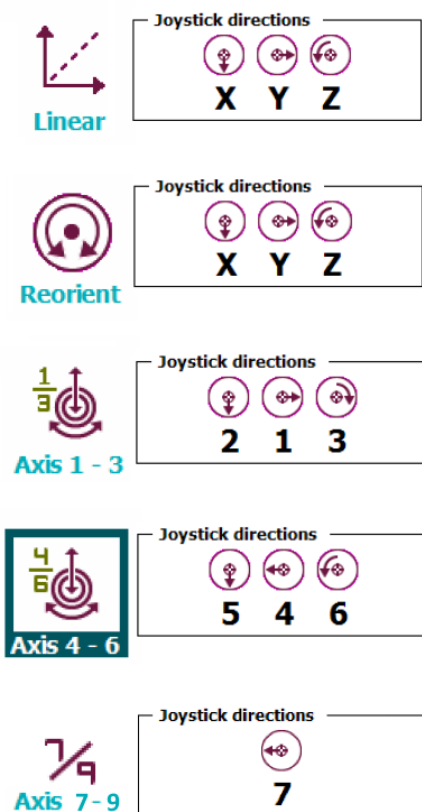 Joystick directions
X Y Z
Linear
Joystick directions
X Y Z
Reorient
Joystick directions
1
3
2 1 3
Axis 1 - 3
Joystick directions
4
6
5 4 6
Axis 4 - 6
Joystick directions
7/9
7
Axis 7-9